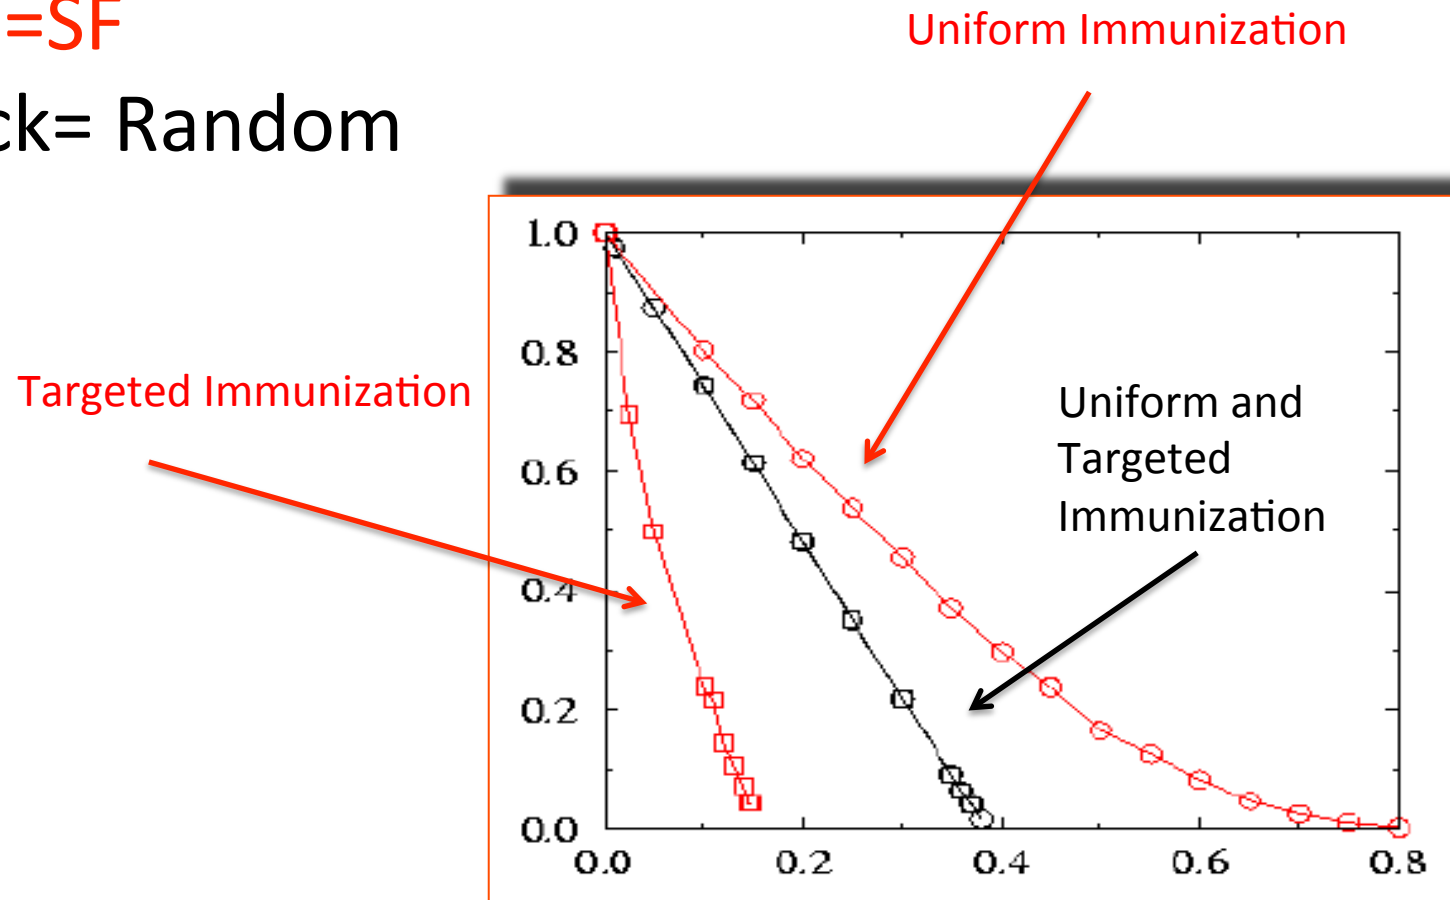 =SF
ck= Random
Uniform Immunization
Targeted Immunization
Uniform and
Targeted
Immunization
1.0
0.8
0.6
0.4
0.2
0.0
0.0 0.2 0.4 0.6 0.8